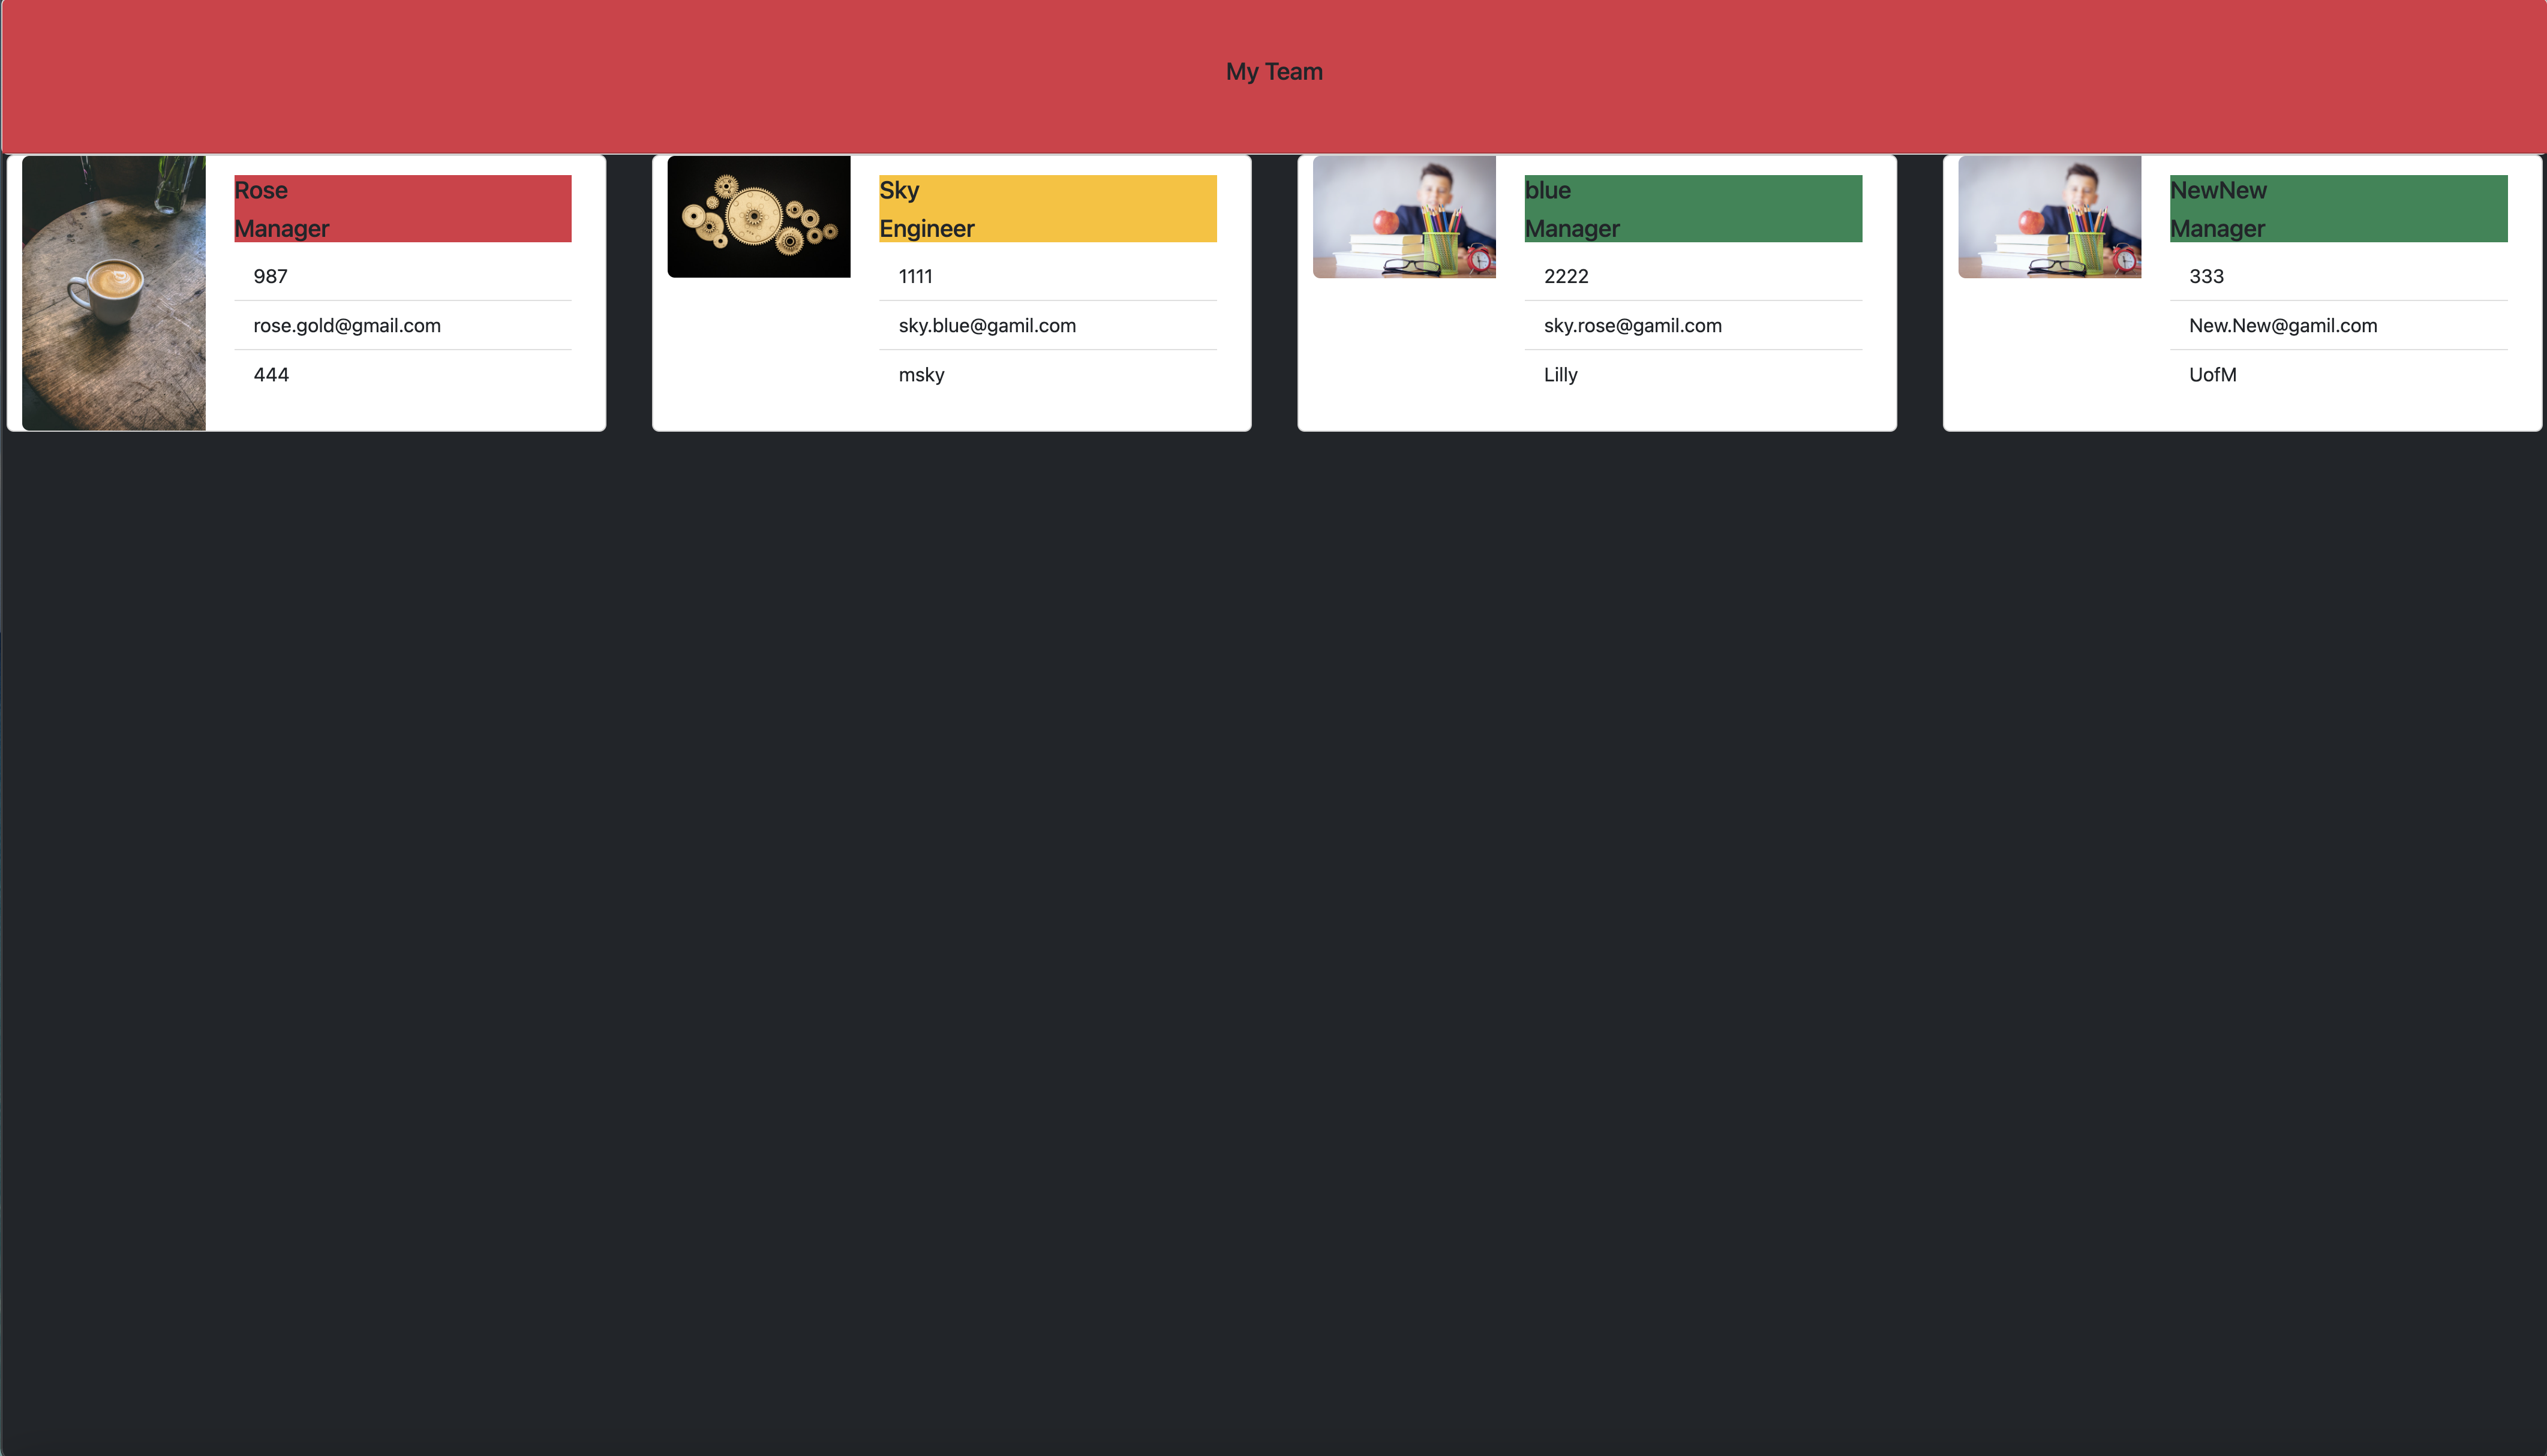 My Team
Rose
Manager
987
rose.gold@gmail.com
444
Sky
Engineer
1111
sky.blue@gamil.com
msky
blue
Manager
2222
sky.rose@gamil.com
Lilly
NewNew
Manager
333
New.New@gamil.com
UofM